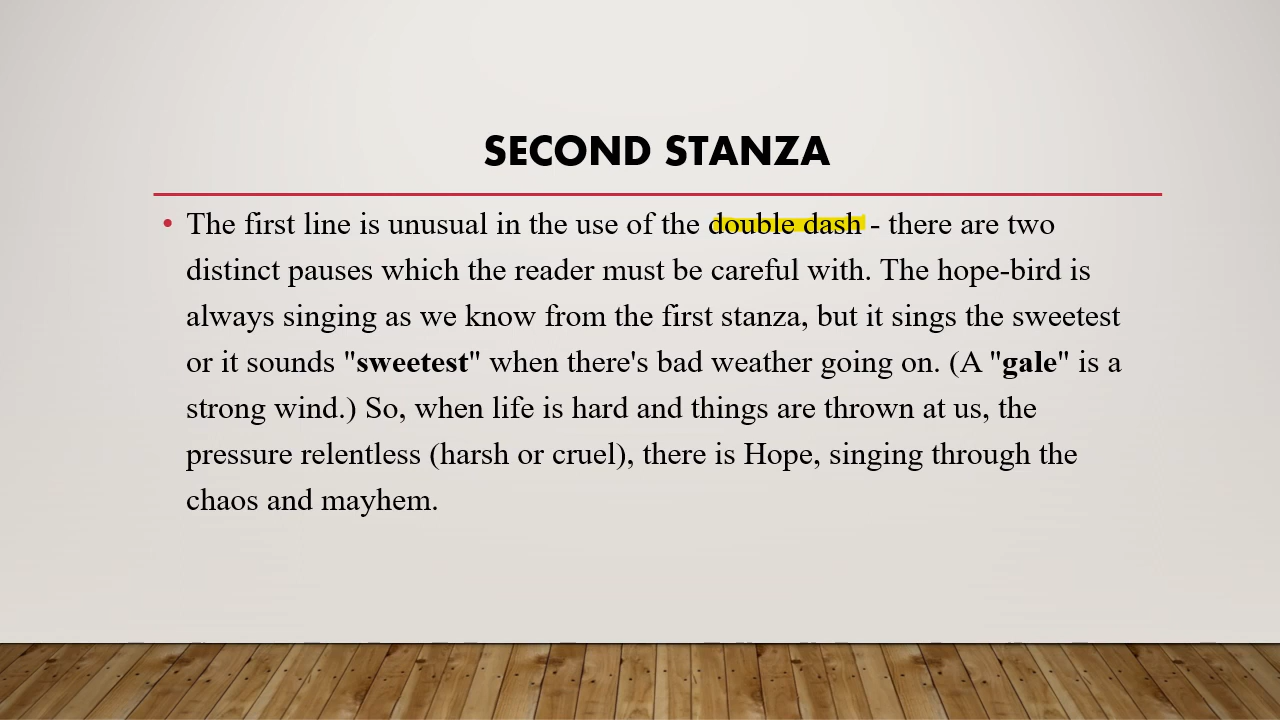 SECOND STANZA
• The first line is unusual in the use of the double dash - there are two
distinct pauses which the reader must be careful with. The hope-bird is
always singing as we know from the first stanza, but it sings the sweetest
or it sounds "sweetest" when there's bad weather going on. (A "gale" is a
strong wind.) So, when life is hard and things are thrown at us, the
pressure relentless (harsh or cruel), there is Hope, singing through the
chaos and mayhem.